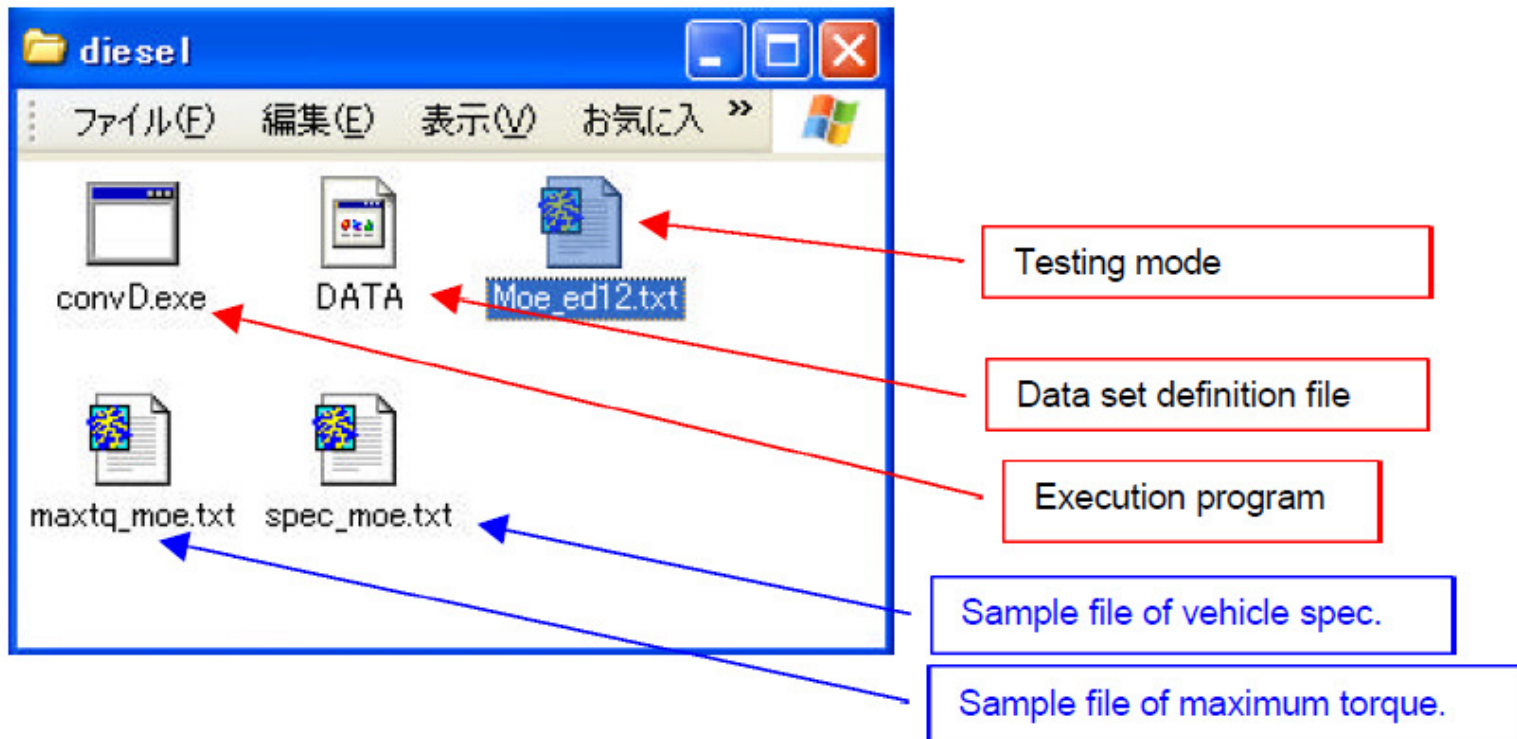 diesel
ファイル(F) 編集(E) 表示(V) お気に入 »
convD.exe DATA Moe_ed12.txt
maxtq_moe.txt spec_moe.txt
Testing mode
Data set definition file
Execution program
Sample file of vehicle spec.
Sample file of maximum torque.